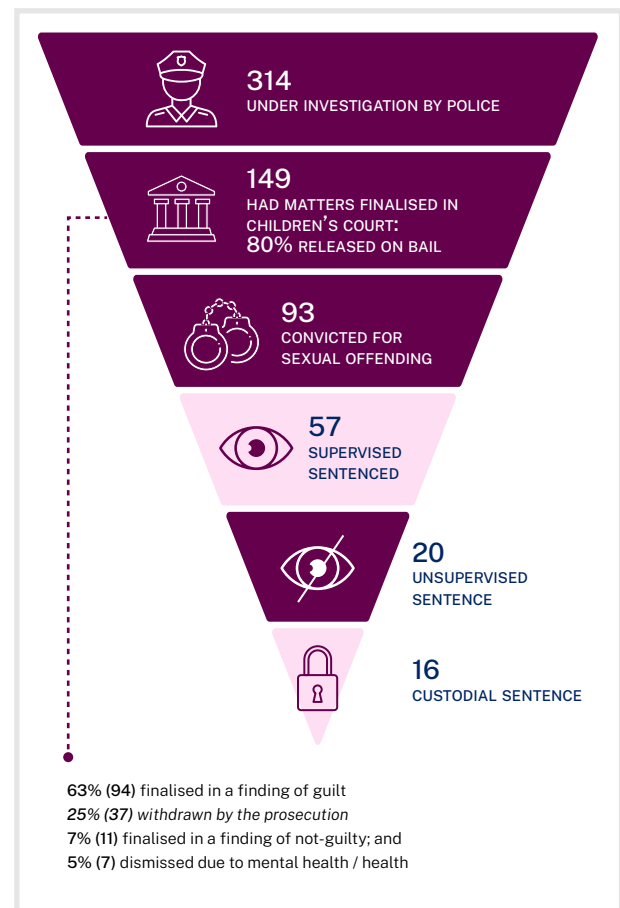 314
UNDER INVESTIGATION BY POLICE
149
HAD MATTERS FINALISED IN
CHILDREN'S COURT:
80% RELEASED ON BAIL
93
CONVICTED FOR
SEXUAL OFFENDING
57
SUPERVISED
SENTENCED
20
UNSUPERVISED
SENTENCE
16
CUSTODIAL SENTENCE
63% (94) finalised in a finding of guilt
25% (37) withdrawn by the prosecution
7% (11) finalised in a finding of not-guilty; and
5% (7) dismissed due to mental health / health